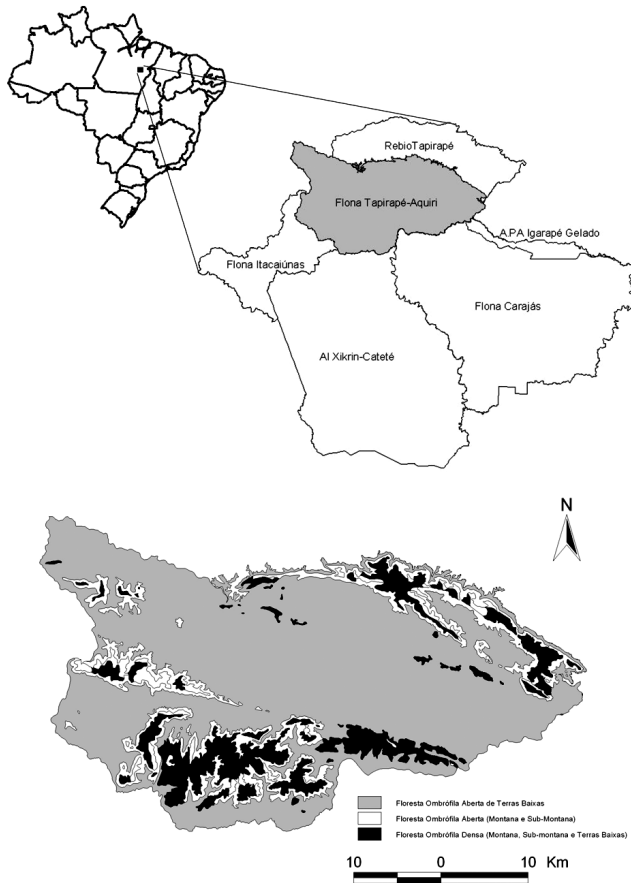 RebioTapirapé
Flona Tapirapé-Aquiri
A.PA Igarapé Gelado
Flona Itacaiúnas
Flona Carajás
AI Xikrin-Cateté
N
Floresta Ombrófila Aberta de Terras Baixas
Floresta Ombrófila Aberta (Montana e Sub-Montana)
Floresta Ombrófila Densa (Montana, Sub-montana e Terras Baixas)
10 0 10 Km